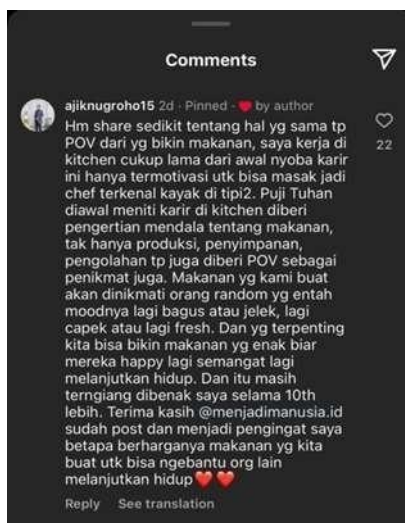 Comments
ajiknugroho15 2d · Pinned · ❤ by author
Hm share sedikit tentang hal yg sama tp
POV dari yg bikin makanan, saya kerja di
kitchen cukup lama dari awal nyoba karir
ini hanya termotivasi utk bisa masak jadi
chef terkenal kayak di tipi2. Puji Tuhan
diawal meniti karir di kitchen diberi
pengertian mendala tentang makanan,
tak hanya produksi, penyimpanan,
pengolahan tp juga diberi POV sebagai
penikmat juga. Makanan yg kami buat
akan dinikmati orang random yg entah
moodnya lagi bagus atau jelek, lagi
capek atau lagi fresh. Dan yg terpenting
kita bisa bikin makanan yg enak biar
mereka happy lagi semangat lagi
melanjutkan hidup. Dan itu masih
terngiang dibenak saya selama 10th
lebih. Terima kasih @menjadimanusia.id
sudah post dan menjadi pengingat saya
betapa berharganya makanan yg kita
buat utk bisa ngebantu org lain
melanjutkan hidup❤❤
22
Reply See translation